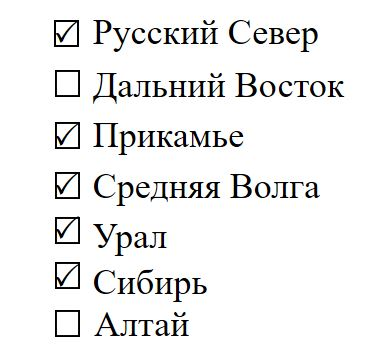 ☑ Русский Север
☐ Дальний Восток
☑ Прикамье
☑ Средняя Волга
☑ Урал
☑ Сибирь
☐ Алтай